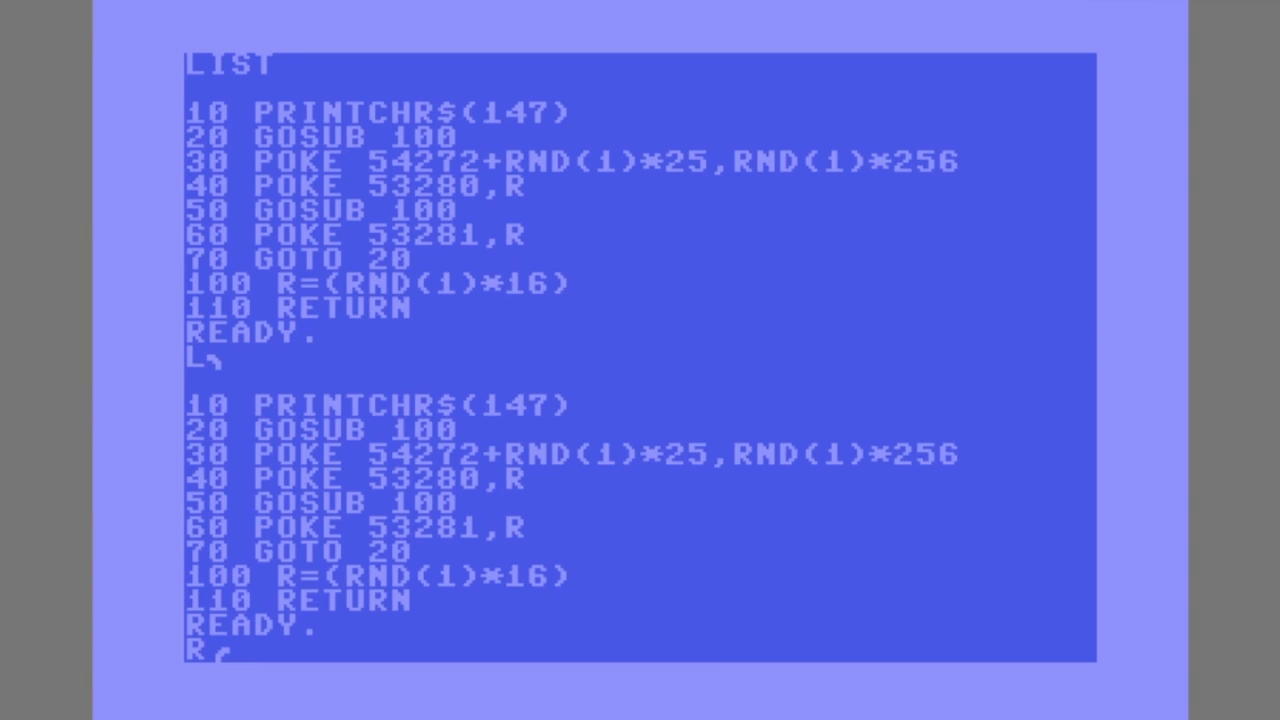 LIST
10 PRINTCHR$(147)
20 GOSUB 100
30 POKE 54272+RND(1)*25,RND(1)*256
40 POKE 53280,R
50 GOSUB 100
60 POKE 53281,R
70 GOTO 20
100 R=(RND(1)*16)
110 RETURN
READY.
L╮
10 PRINTCHR$(147)
20 GOSUB 100
30 POKE 54272+RND(1)*25,RND(1)*256
40 POKE 53280,R
50 GOSUB 100
60 POKE 53281,R
70 GOTO 20
100 R=(RND(1)*16)
110 RETURN
READY.
R╭